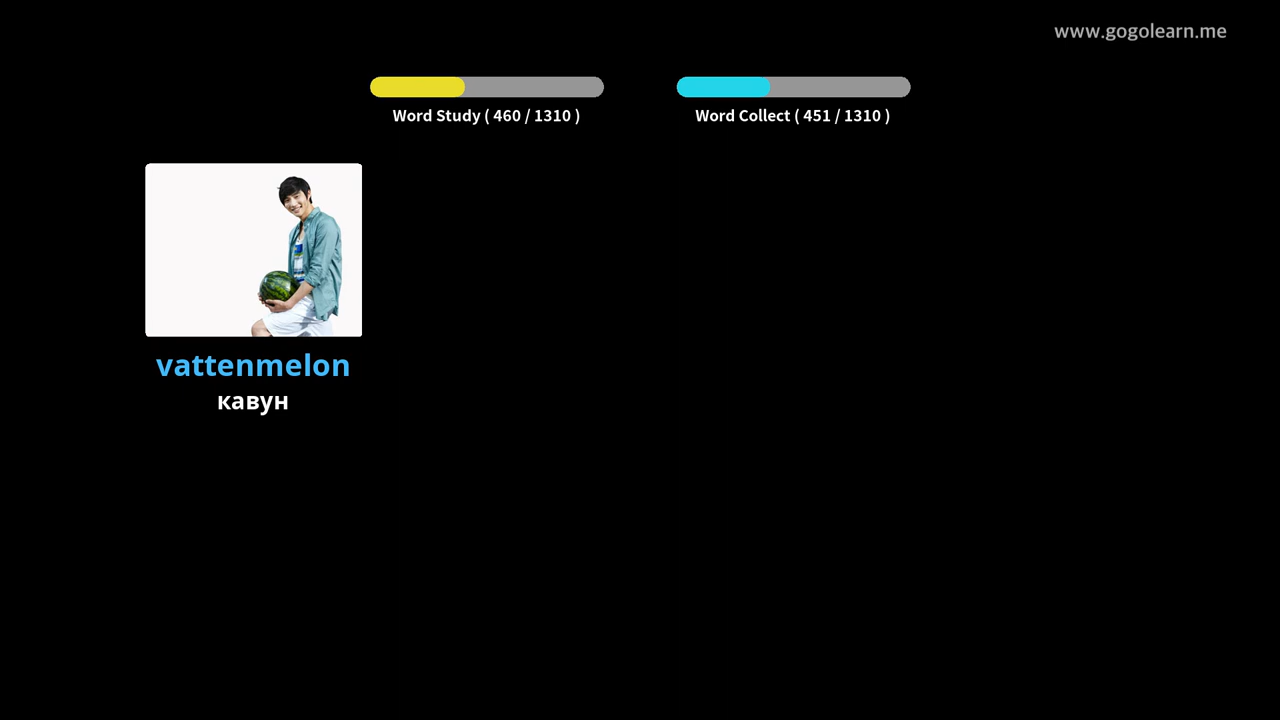 www.gogolearn.me
Word Study ( 460 / 1310 )
Word Collect ( 451 / 1310 )
vattenmelon
кавун